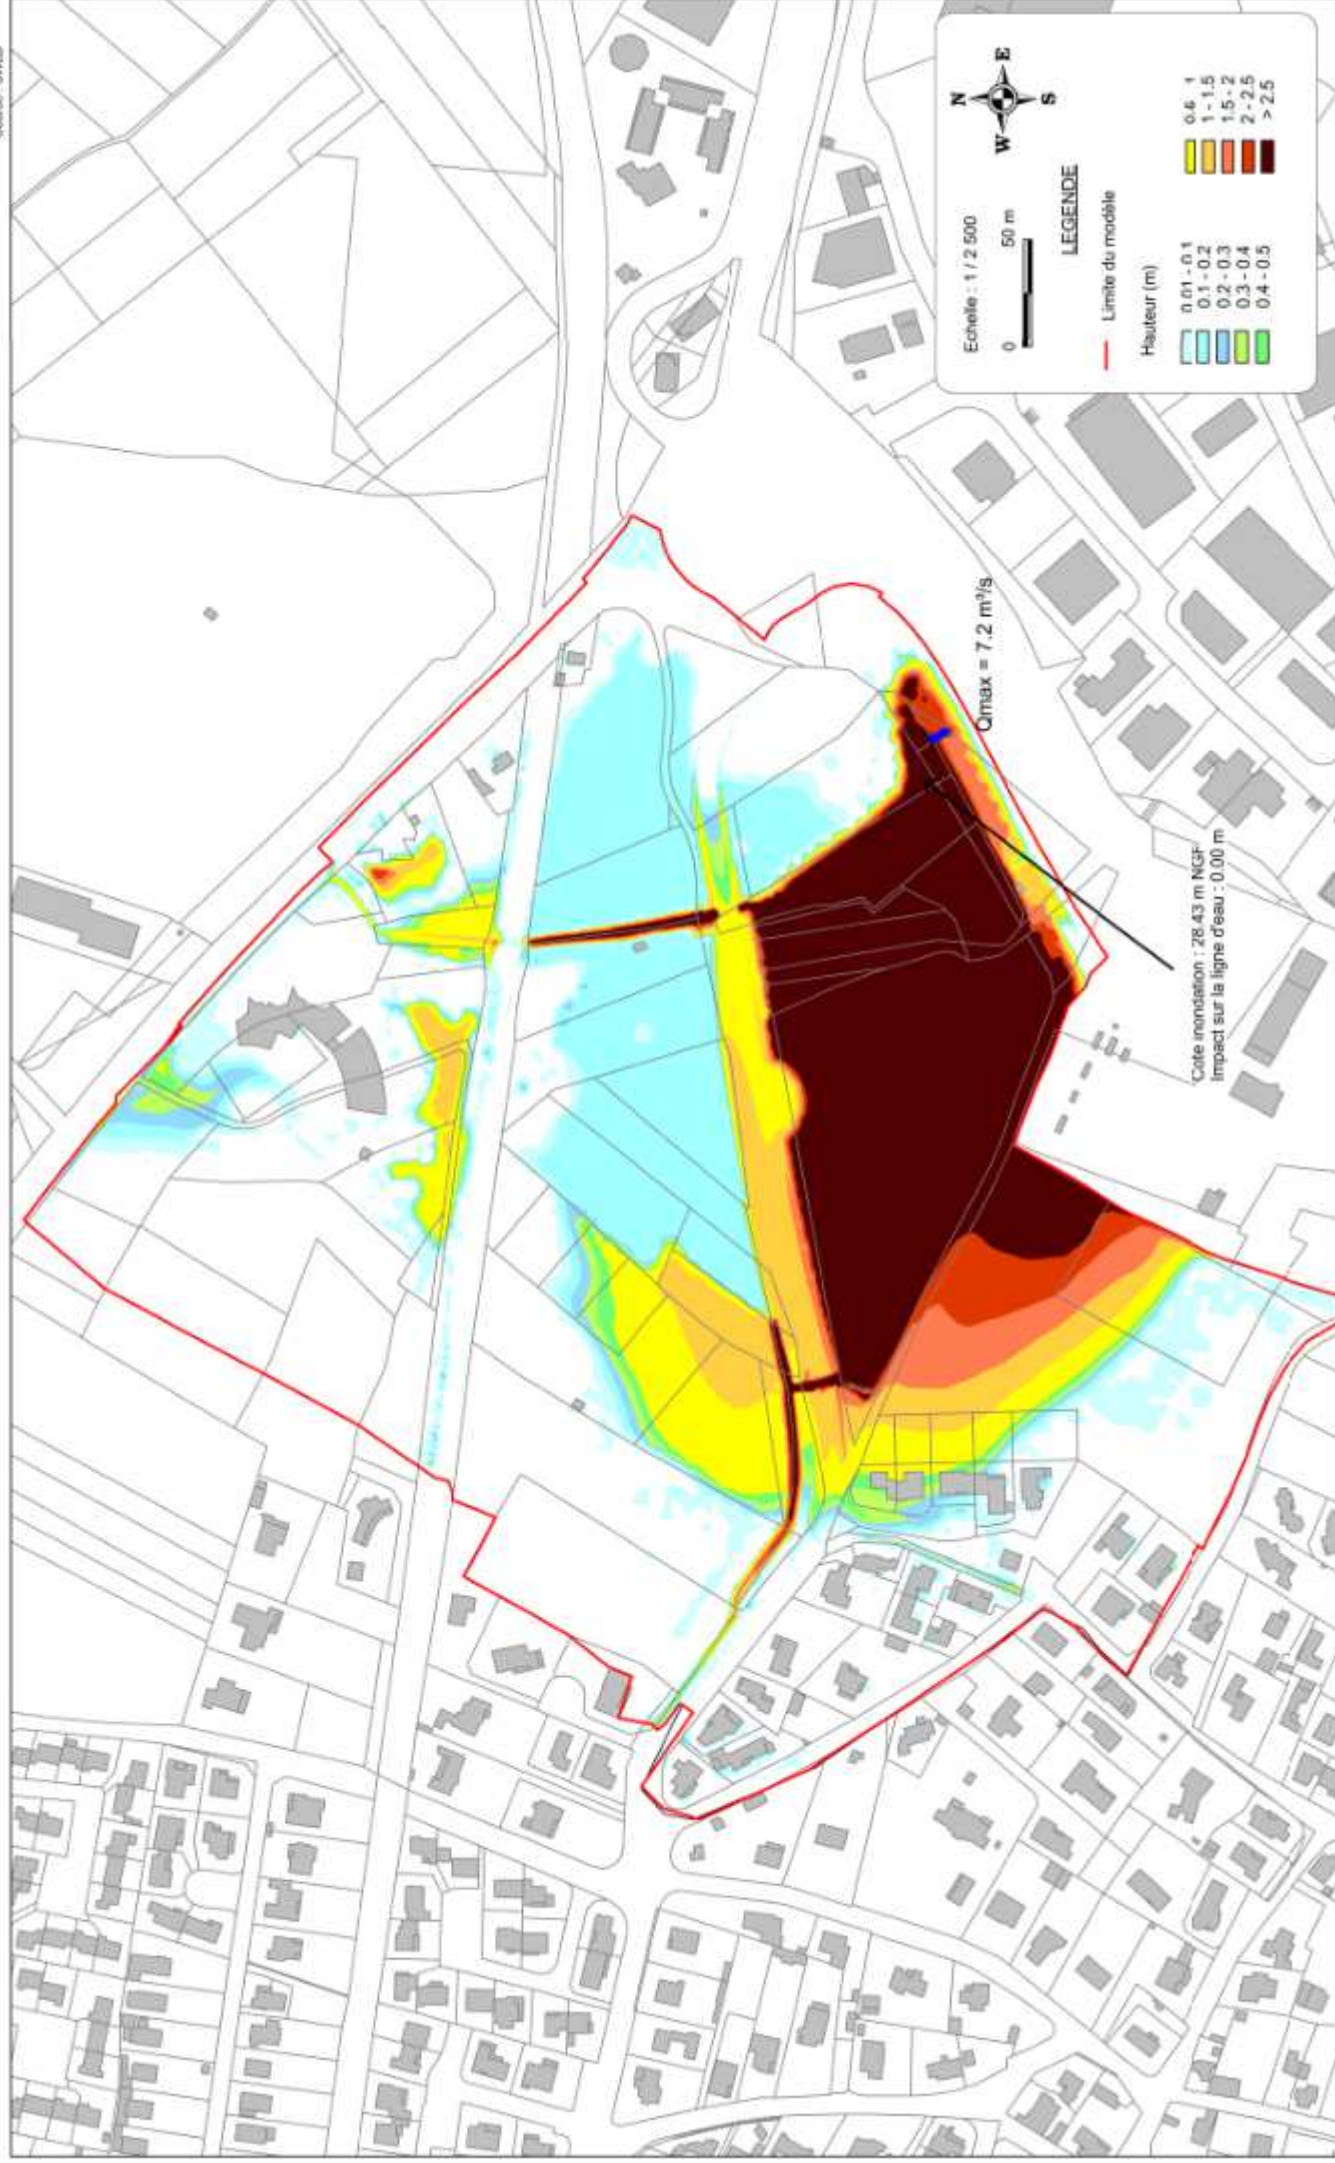 Qmax = 7.2 m³/s
Cote inondation : 28.43 m NGF
Impact sur la ligne d'eau : 0.00 m
N
W
E
S
Echelle : 1 / 2 500
0
50 m
LEGENDE
Limite du modèle
Hauteur (m)
0.01 - 0.1
0.1 - 0.2
0.2 - 0.3
0.3 - 0.4
0.4 - 0.5
0.6 1
1 - 1.5
1.5 - 2
2 - 2.5
> 2.5